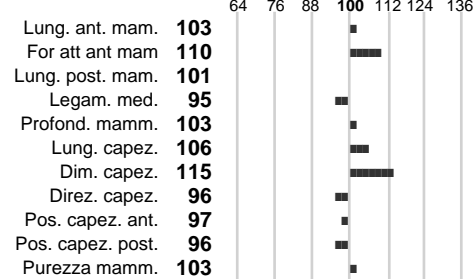 64 76 88 100 112 124 136
Lung. ant. mam. 103
For att ant mam 110
Lung. post. mam. 101
Legam. med. 95
Profond. mamm. 103
Lung. capez. 106
Dim. capez. 115
Direz. capez. 96
Pos. capez. ant. 97
Pos. capez. post. 96
Purezza mamm. 103